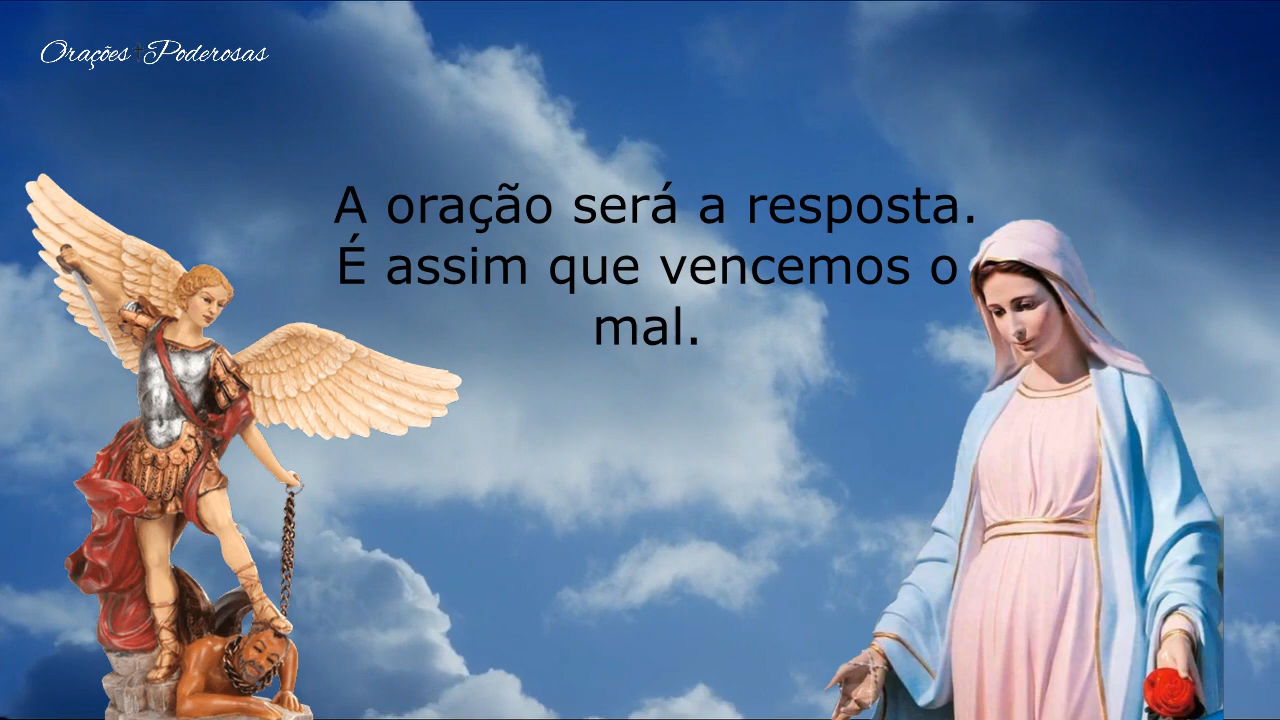 Orações†Poderosas
A oração será a resposta.
É assim que vencemos o
mal.